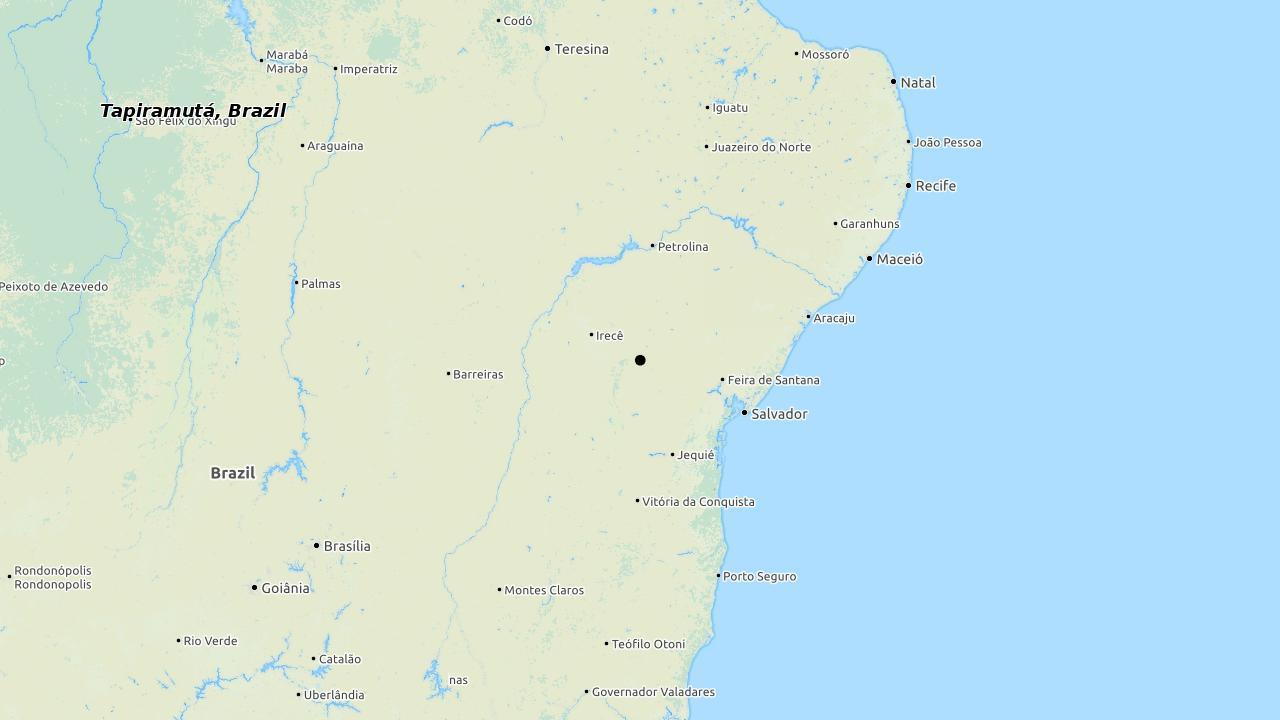 Codó
Teresina
Mossoró
Marabá
Maraba
Imperatriz
Natal
Tapiramutá, Brazil
São Félix do Xingu
Iguatu
Araguaína
Juazeiro do Norte
João Pessoa
Recife
Garanhuns
Petrolina
Maceió
Peixoto de Azevedo
Palmas
Aracaju
Irecê
p
Barreiras
Feira de Santana
Salvador
Jequié
Brazil
Vitória da Conquista
Brasília
Rondonópolis
Rondonopolis
Porto Seguro
Goiânia
Montes Claros
Rio Verde
Teófilo Otoni
Catalão
nas
Uberlândia
Governador Valadares